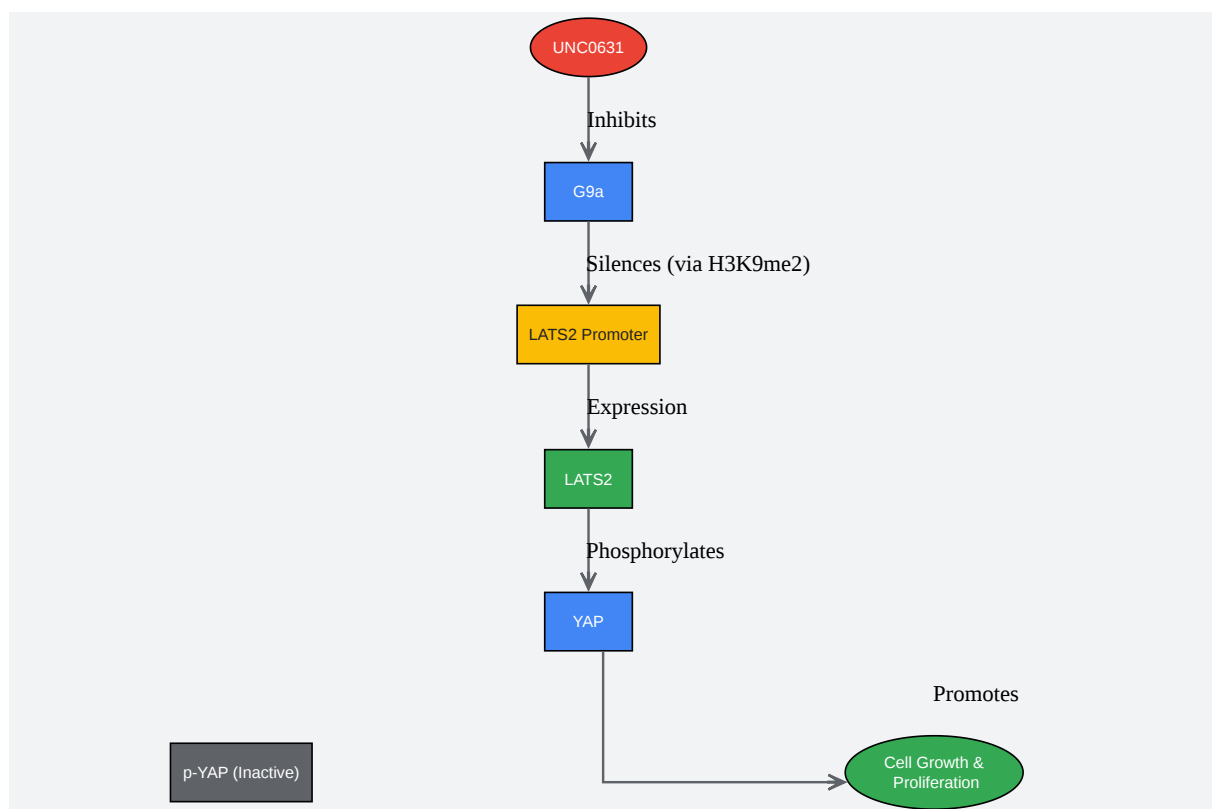 UNC0631
Inhibits
G9a
Silences (via H3K9me2)
LATS2 Promoter
Expression
LATS2
Phosphorylates
YAP
Promotes
p-YAP (Inactive)
Cell Growth &
Proliferation